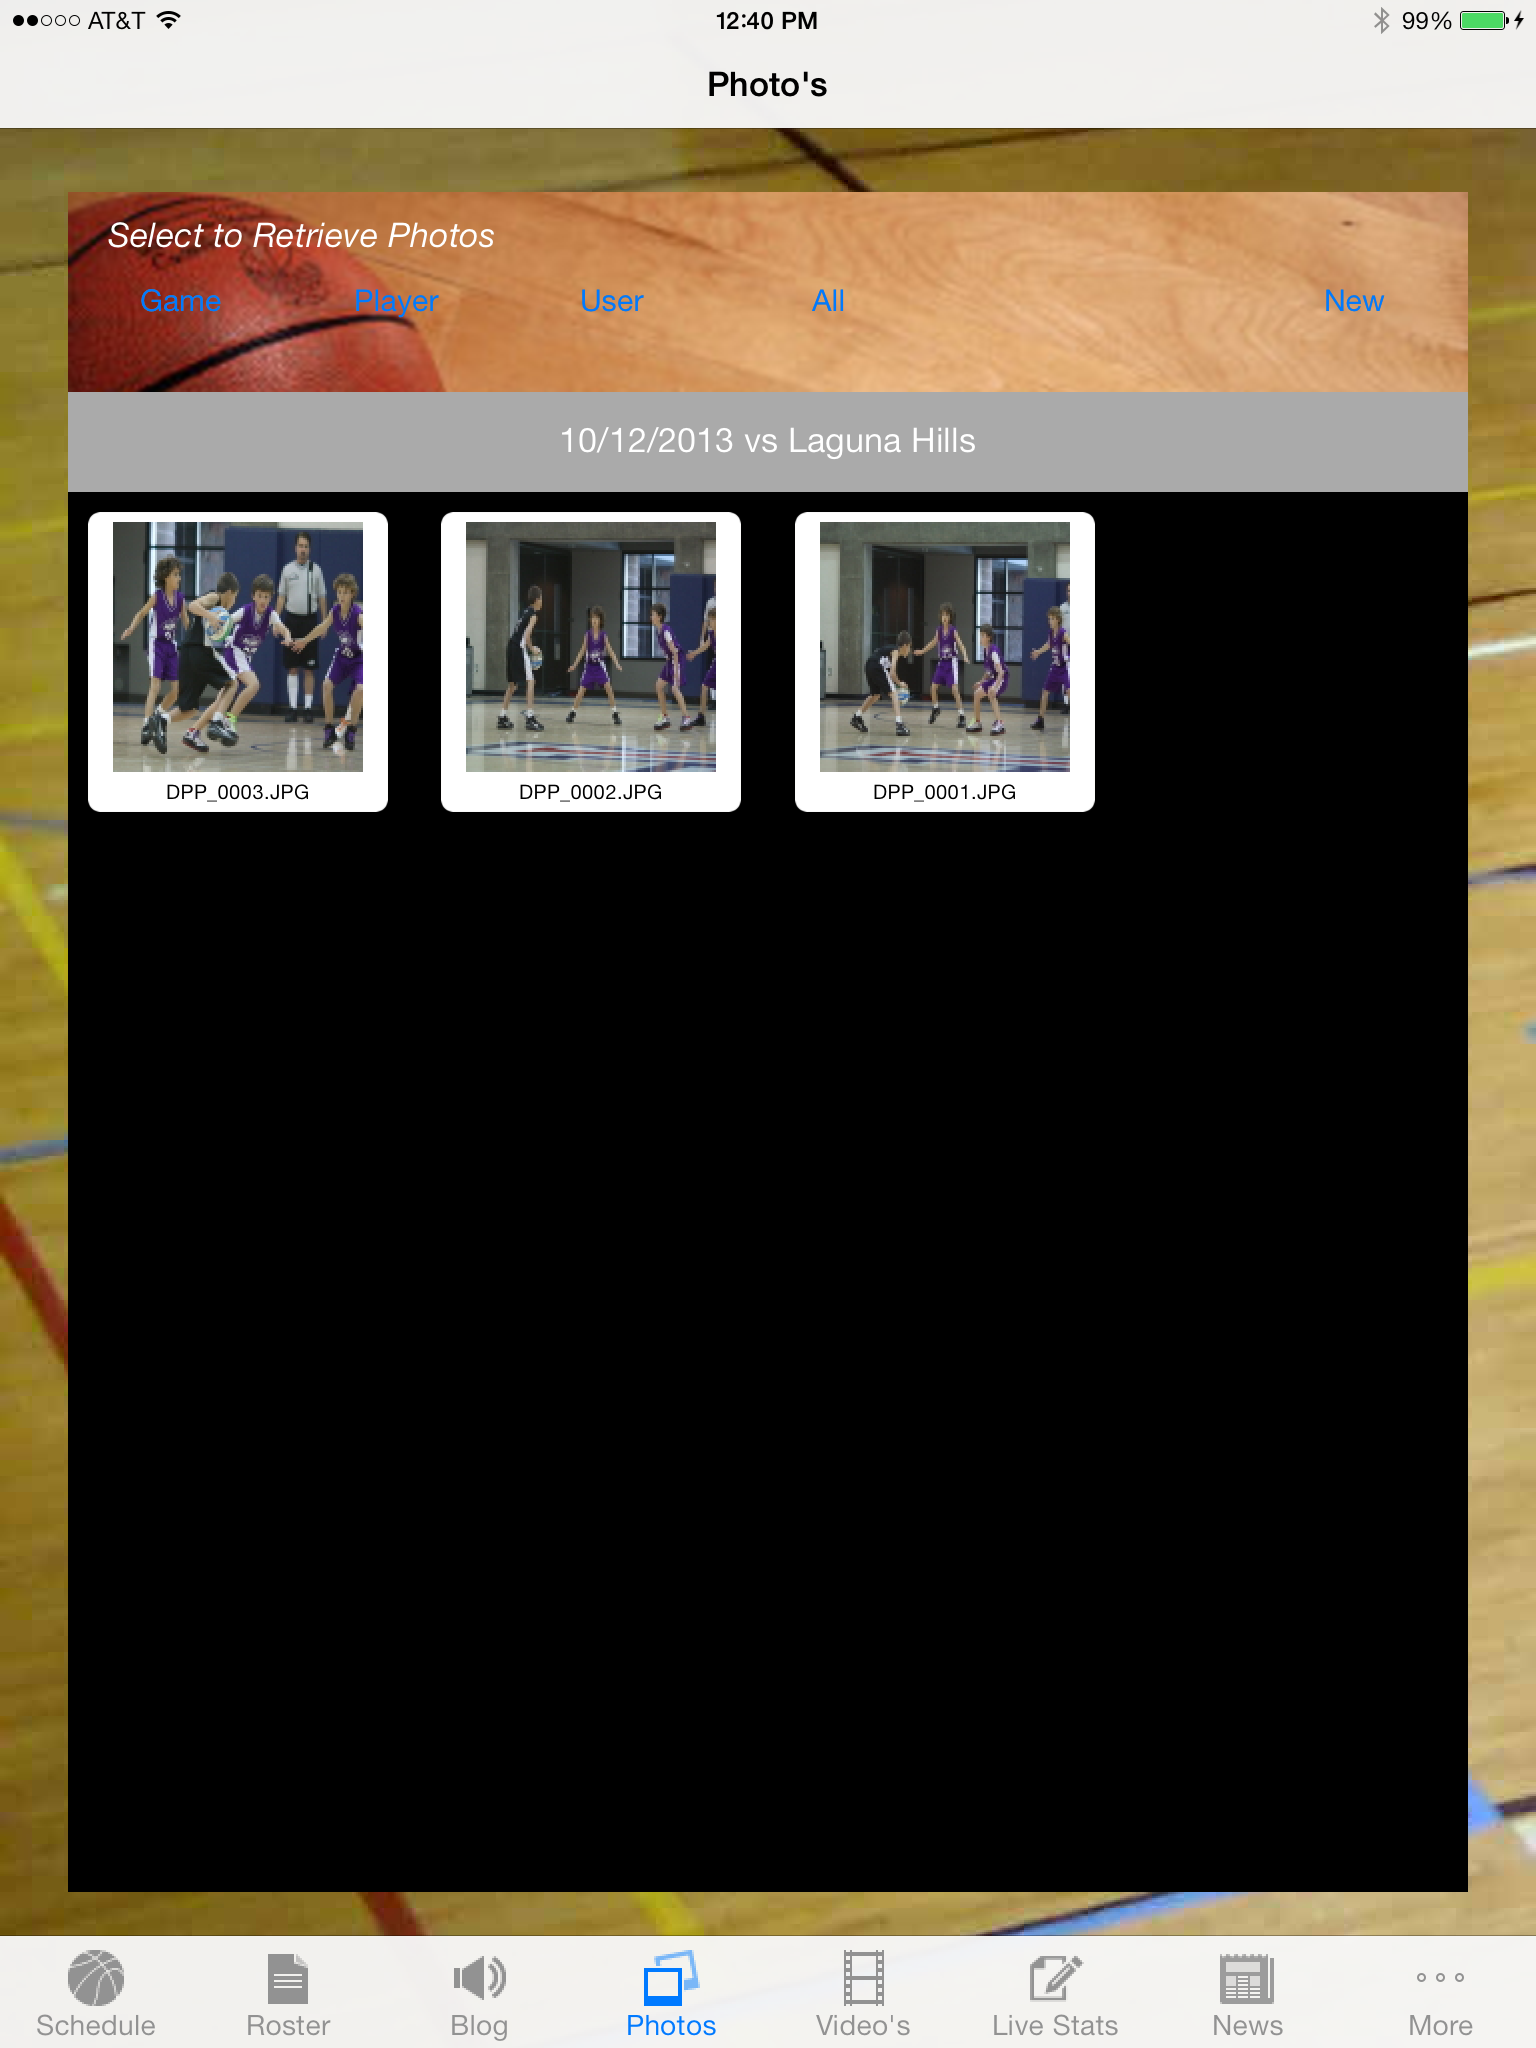 AT&T 12:40 PM 99%
Photo's
Select to Retrieve Photos
Game Player User All New
10/12/2013 vs Laguna Hills
DPP_0003.JPG DPP_0002.JPG DPP_0001.JPG
Schedule Roster Blog Photos Video's Live Stats News More